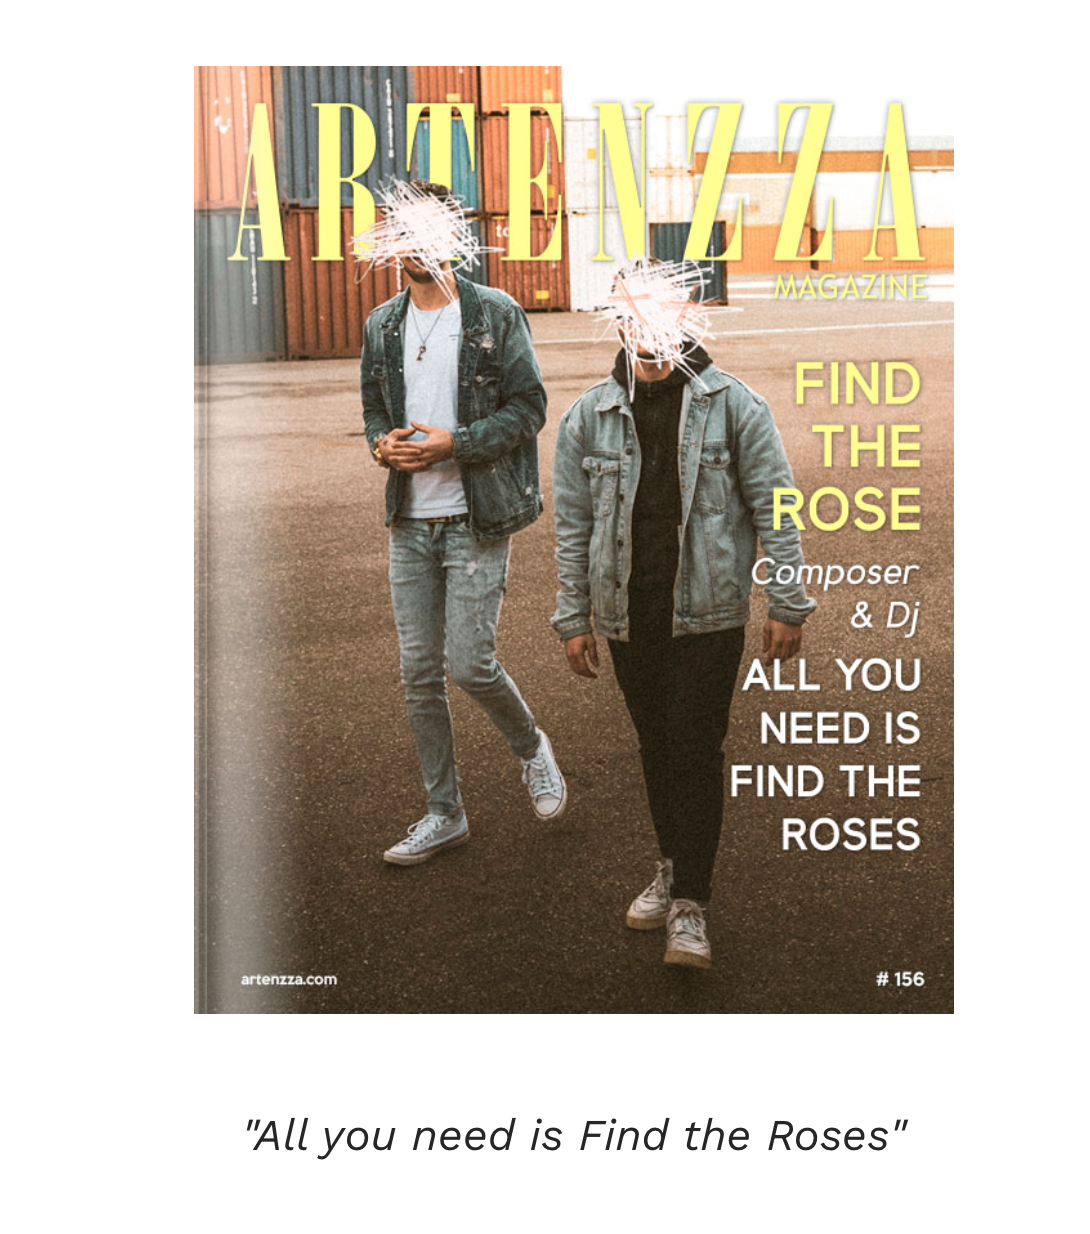 ARTENZZA
MAGAZINE
FIND
THE
ROSE
Composer
& Dj
ALL YOU
NEED IS
FIND THE
ROSES
artenzza.com
# 156
"All you need is Find the Roses"